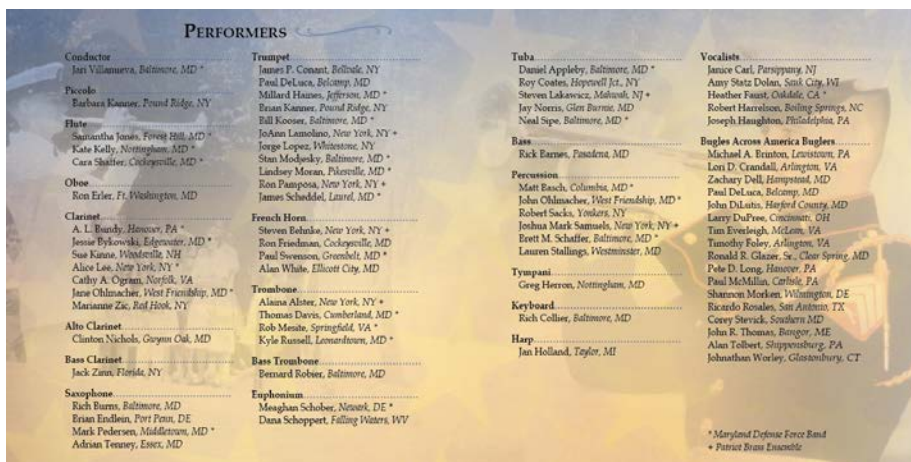 PERFORMERS
Conductor
Jari Villanueva, Baltimore, MD *
Piccolo
Barbara Kanner, Pound Ridge, NY
Flute
Samantha Jones, Forest Hill, MD *
Kate Kelly, Nottingham, MD *
Cara Shaffer, Cockeysville, MD *
Oboe
Ron Erler, Ft. Washington, MD
Clarinet
A. L. Bundy, Hanover, PA *
Jessie Bykowski, Edgewater, MD *
Sue Kinne, Woodsville, NH
Alice Lee, New York, NY *
Cathy A. Ogram, Norfolk, VA
Jane Ohlmacher, West Friendship, MD *
Marianne Zic, Red Hook, NY
Alto Clarinet
Clinton Nichols, Gwynn Oak, MD
Bass Clarinet
Jack Zinn, Florida, NY
Saxophone
Rich Burns, Baltimore, MD
Brian Endlein, Port Penn, DE
Mark Pedersen, Middletown, MD *
Adrian Tenney, Essex, MD
Trumpet
James P. Conant, Bellvale, NY
Paul DeLuca, Belcamp, MD
Millard Haines, Jefferson, MD *
Brian Kanner, Pound Ridge, NY
Bill Kooser, Baltimore, MD *
JoAnn Lamolino, New York, NY +
Jorge Lopez, Whitestone, NY
Stan Modjesky, Baltimore, MD *
Lindsey Moran, Pikesville, MD *
Ron Pamposa, New York, NY +
James Scheddel, Laurel, MD *
French Horn
Steven Behnke, New York, NY +
Ron Friedman, Cockeysville, MD
Paul Swenson, Greenbelt, MD *
Alan White, Ellicott City, MD
Trombone
Alaina Alster, New York, NY +
Thomas Davis, Cumberland, MD *
Rob Mesite, Springfield, VA *
Kyle Russell, Leonardtown, MD *
Bass Trombone
Bernard Robier, Baltimore, MD
Euphonium
Meaghan Schober, Newark, DE *
Dana Schoppert, Falling Waters, WV
Tuba
Daniel Appleby, Baltimore, MD *
Roy Coates, Hopewell Jct., NY
Steven Lakawicz, Mahwah, NJ +
Jay Norris, Glen Burnie, MD
Neal Sipe, Baltimore, MD *
Bass
Rick Barnes, Pasadena, MD
Percussion
Matt Basch, Columbia, MD *
John Ohlmacher, West Friendship, MD *
Robert Sacks, Yonkers, NY
Joshua Mark Samuels, New York, NY +
Brett M. Schaffer, Baltimore, MD *
Lauren Stallings, Westminster, MD
Tympani
Greg Herron, Nottingham, MD
Keyboard
Rich Collier, Baltimore, MD
Harp
Jan Holland, Taylor, MI
Vocalists
Janice Carl, Parsippany, NJ
Amy Statz Dolan, Sauk City, WI
Heather Faust, Oakdale, CA *
Robert Harrelson, Boiling Springs, NC
Joseph Haughton, Philadelphia, PA
Bugles Across America Buglers
Michael A. Brinton, Lewistown, PA
Lori D. Crandall, Arlington, VA
Zachary Dell, Hampstead, MD
Paul DeLuca, Belcamp, MD
John DiLutis, Harford County, MD
Larry DuPree, Cincinnati, OH
Tim Everleigh, McLean, VA
Timothy Foley, Arlington, VA
Ronald R. Glazer, Sr., Clear Spring, MD
Pete D. Long, Hanover, PA
Paul McMillin, Carlisle, PA
Shannon Morken, Wilmington, DE
Ricardo Rosales, San Antonio, TX
Corey Stevick, Southern MD
John R. Thomas, Bangor, ME
Alan Tolbert, Shippensburg, PA
Johnathan Worley, Glastonbury, CT
* Maryland Defense Force Band
+ Patriot Brass Ensemble